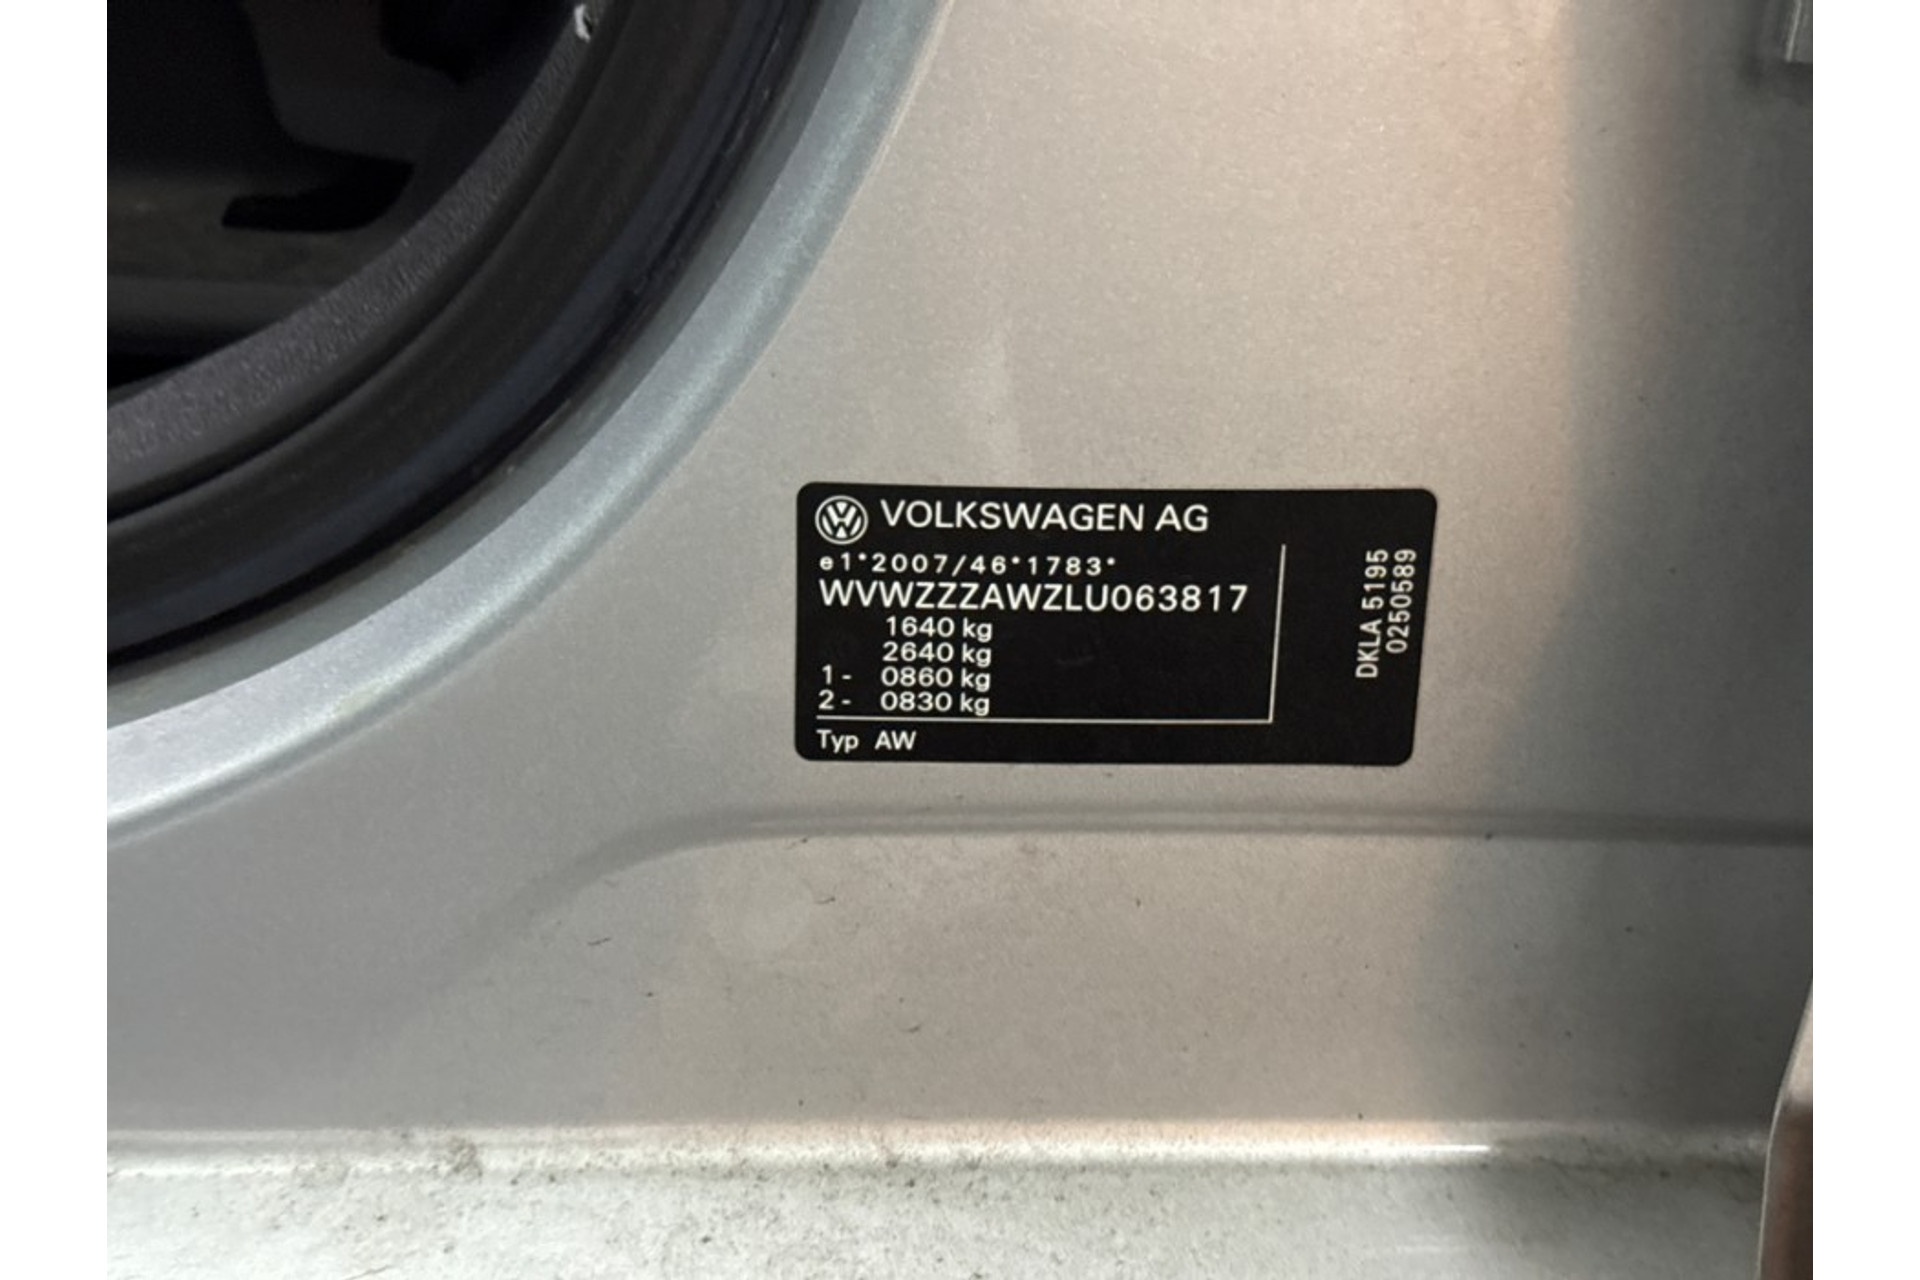 VOLKSWAGEN AG
e1*2007/46*1783*
WVWZZZAWZLU063817
1640 kg
2640 kg
1- 0860 kg
2- 0830 kg
Typ AW
DKLA 5195
0250589